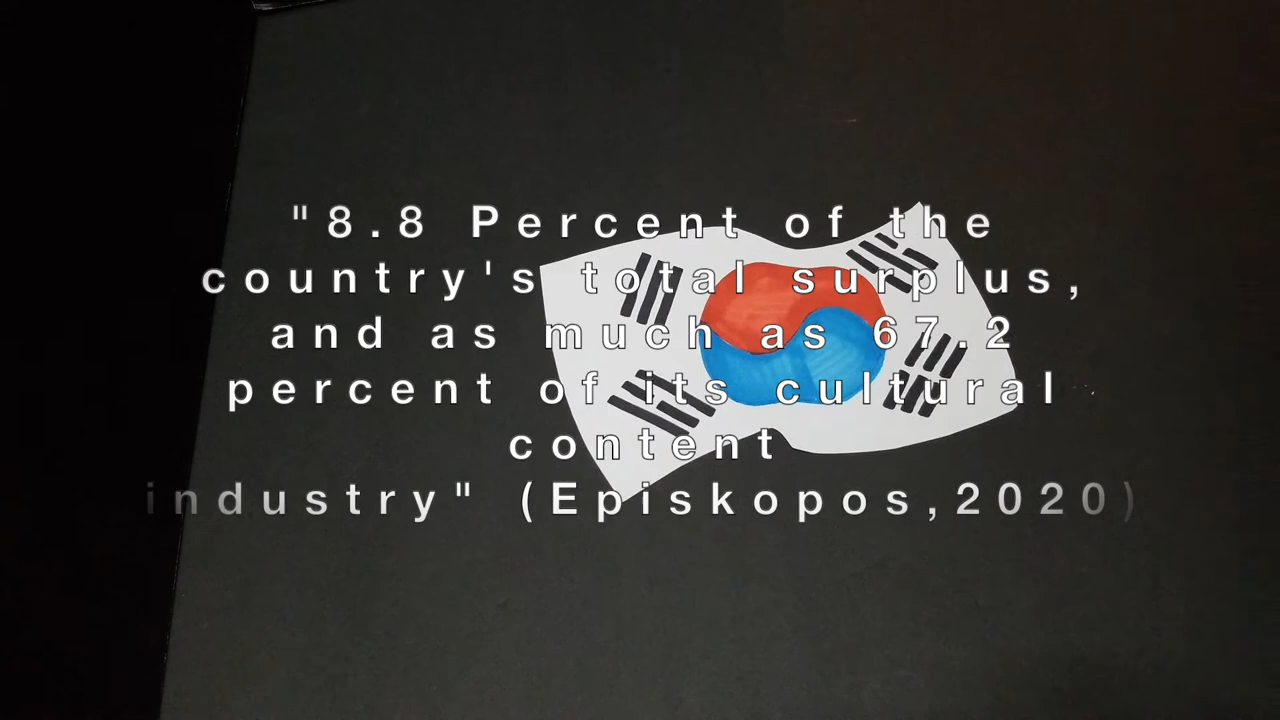 "8.8 Percent of the
country's total surplus,
and as much as 67.2
percent of its cultural
content
industry" (Episkopos,2020)